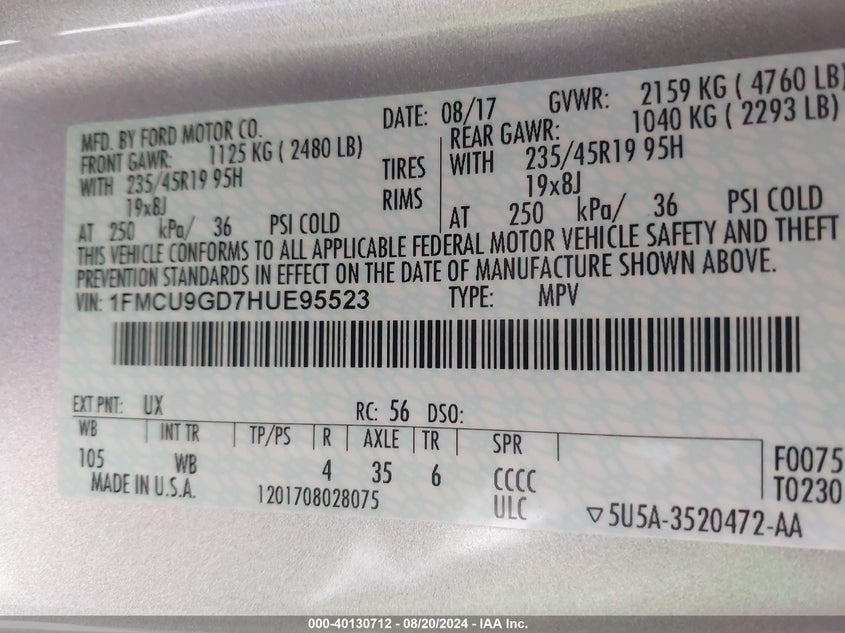 MFD. BY FORD MOTOR CO. DATE: 08/17 GVWR: 2159 KG ( 4760 LB)
FRONT GAWR: 1125 KG ( 2480 LB) REAR GAWR: 1040 KG ( 2293 LB)
WITH 235/45R19 95H TIRES WITH 235/45R19 95H
19x8J RIMS 19x8J
AT 250 kPa/ 36 PSI COLD AT 250 kPa/ 36 PSI COLD
THIS VEHICLE CONFORMS TO ALL APPLICABLE FEDERAL MOTOR VEHICLE SAFETY AND THEFT
PREVENTION STANDARDS IN EFFECT ON THE DATE OF MANUFACTURE SHOWN ABOVE.
VIN: 1FMCU9GD7HUE95523 TYPE: MPV
EXT PNT: UX RC: 56 DSO:
WB INT TR TP/PS R AXLE TR SPR
105 WB 4 35 6 CCCC F0075
MADE IN U.S.A. 1201708028075 ULC T0230
▽5U5A-3520472-AA
000-40130712 - 08/20/2024 - IAA Inc.